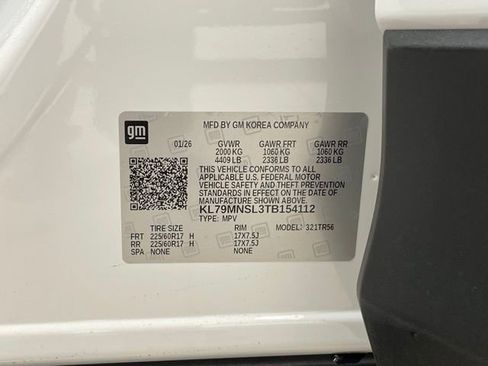 gm
MFD BY GM KOREA COMPANY
01/26 GVWR GAWR FRT GAWR RR
2000 KG 1060 KG 1060 KG
4409 LB 2336 LB 2336 LB
THIS VEHICLE CONFORMS TO ALL
APPLICABLE U.S. FEDERAL MOTOR
VEHICLE SAFETY AND THEFT PREVENTION
STANDARDS IN EFFECT ON THE DATE OF
MANUFACTURE SHOWN ABOVE.
KL79MNSL3TB154112
TYPE: MPV
TIRE SIZE RIM MODEL: 321TR56
FRT 225/60R17 H 17X7.5J
RR 225/60R17 H 17X7.5J
SPA NONE NONE